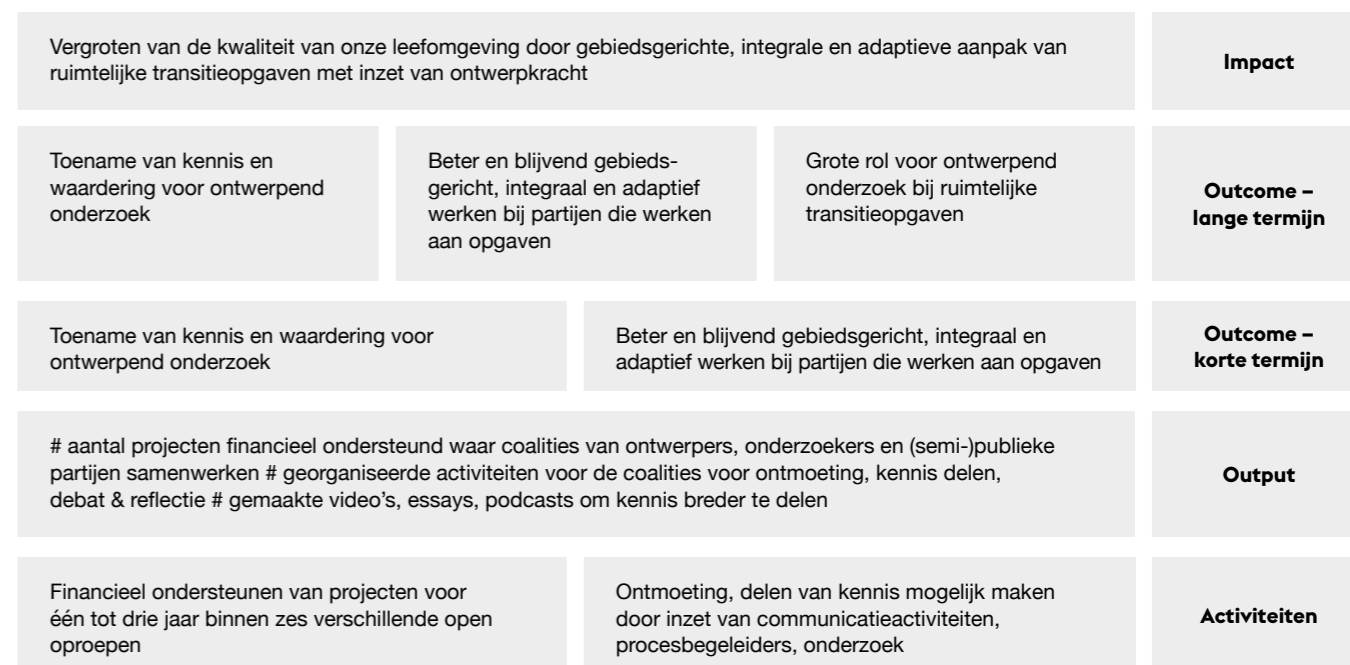 Vergroten van de kwaliteit van onze leefomgeving door gebiedsgerichte, integrale en adaptieve aanpak van
ruimtelijke transitieopgaven met inzet van ontwerpkracht
Impact
Toename van kennis en
waardering voor ontwerpend
onderzoek
Beter en blijvend gebieds-
gericht, integraal en adaptief
werken bij partijen die werken
aan opgaven
Grote rol voor ontwerpend
onderzoek bij ruimtelijke
transitieopgaven
Outcome –
lange termijn
Toename van kennis en waardering voor
ontwerpend onderzoek
Beter en blijvend gebiedsgericht, integraal en
adaptief werken bij partijen die werken aan opgaven
Outcome –
korte termijn
# aantal projecten financieel ondersteund waar coalities van ontwerpers, onderzoekers en (semi-)publieke
partijen samenwerken # georganiseerde activiteiten voor de coalities voor ontmoeting, kennis delen,
debat & reflectie # gemaakte video’s, essays, podcasts om kennis breder te delen
Output
Financieel ondersteunen van projecten voor
één tot drie jaar binnen zes verschillende open
oproepen
Ontmoeting, delen van kennis mogelijk maken
door inzet van communicatieactiviteiten,
procesbegeleiders, onderzoek
Activiteiten